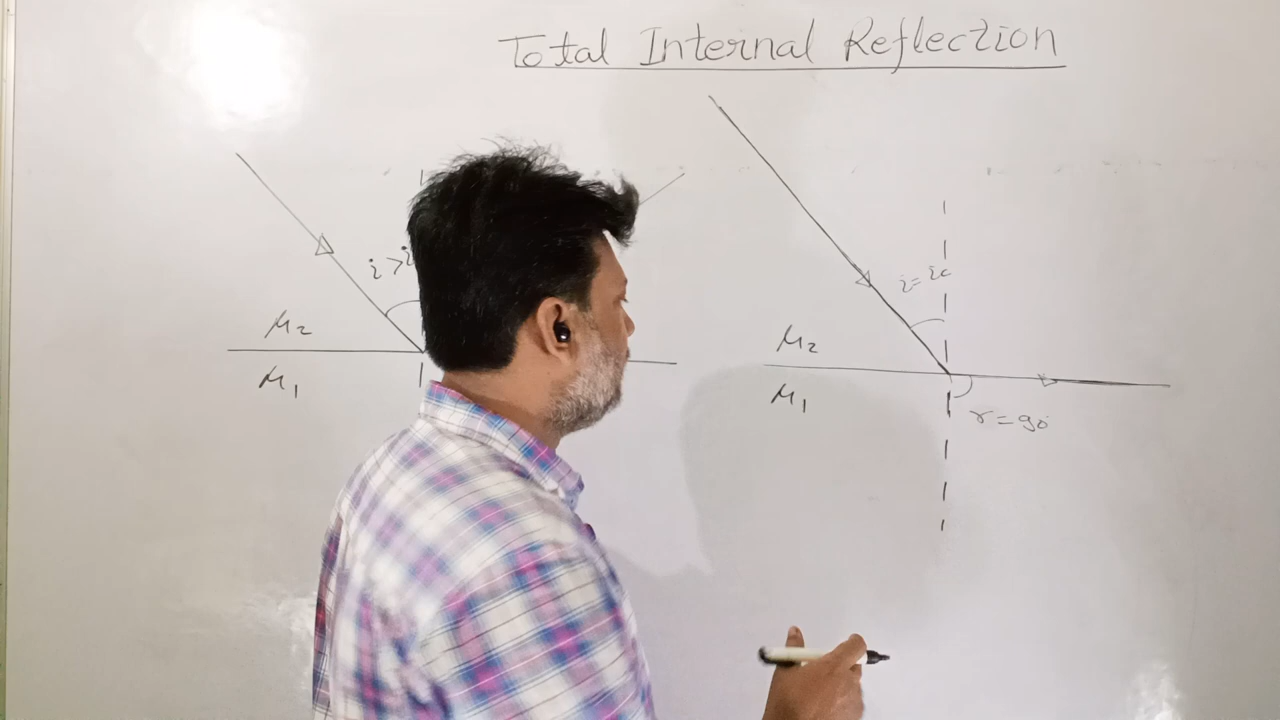 Total Internal Reflection
i > i
μ2
μ1
i = ic
μ2
μ1
r = 90°